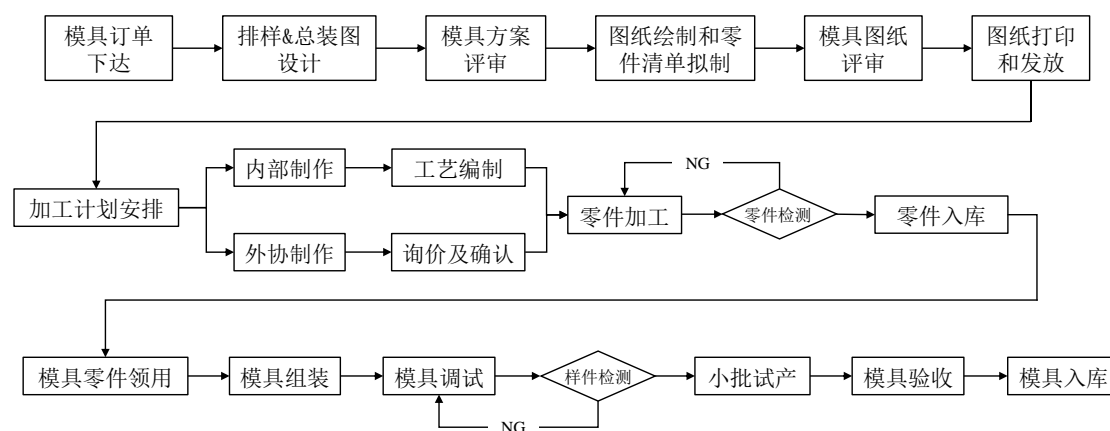 模具订单
下达
排样&总装图
设计
模具方案
评审
图纸绘制和零
件清单拟制
模具图纸
评审
图纸打印
和发放
加工计划安排
内部制作
工艺编制
外协制作
询价及确认
零件加工
NG
零件检测
零件入库
模具零件领用
模具组装
模具调试
样件检测
NG
小批试产
模具验收
模具入库